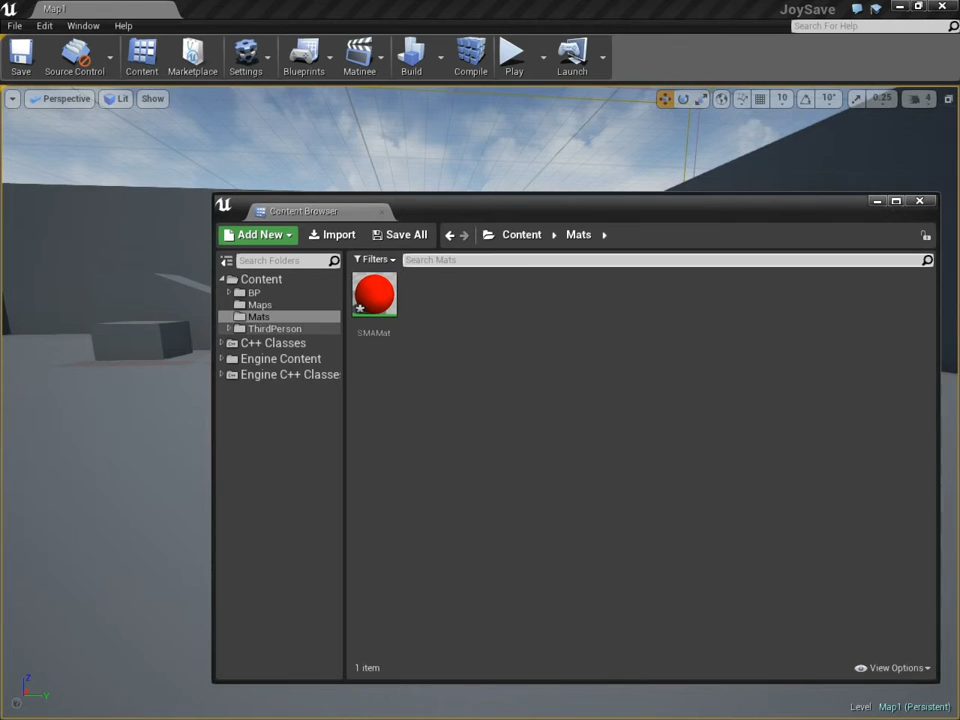 Map1
JoySave
File Edit Window Help
Search For Help
Save Source Control Content Marketplace Settings Blueprints Matinee Build Compile Play Launch
Perspective Lit Show 10 10° 0.25 4
Content Browser
Add New Import Save All Content Mats
Search Folders Filters Search Mats
Content
BP
Maps
Mats
ThirdPerson
C++ Classes
Engine Content
Engine C++ Classe
SMAMat
1 item View Options
Z
Y
Level Map1 (Persistent)